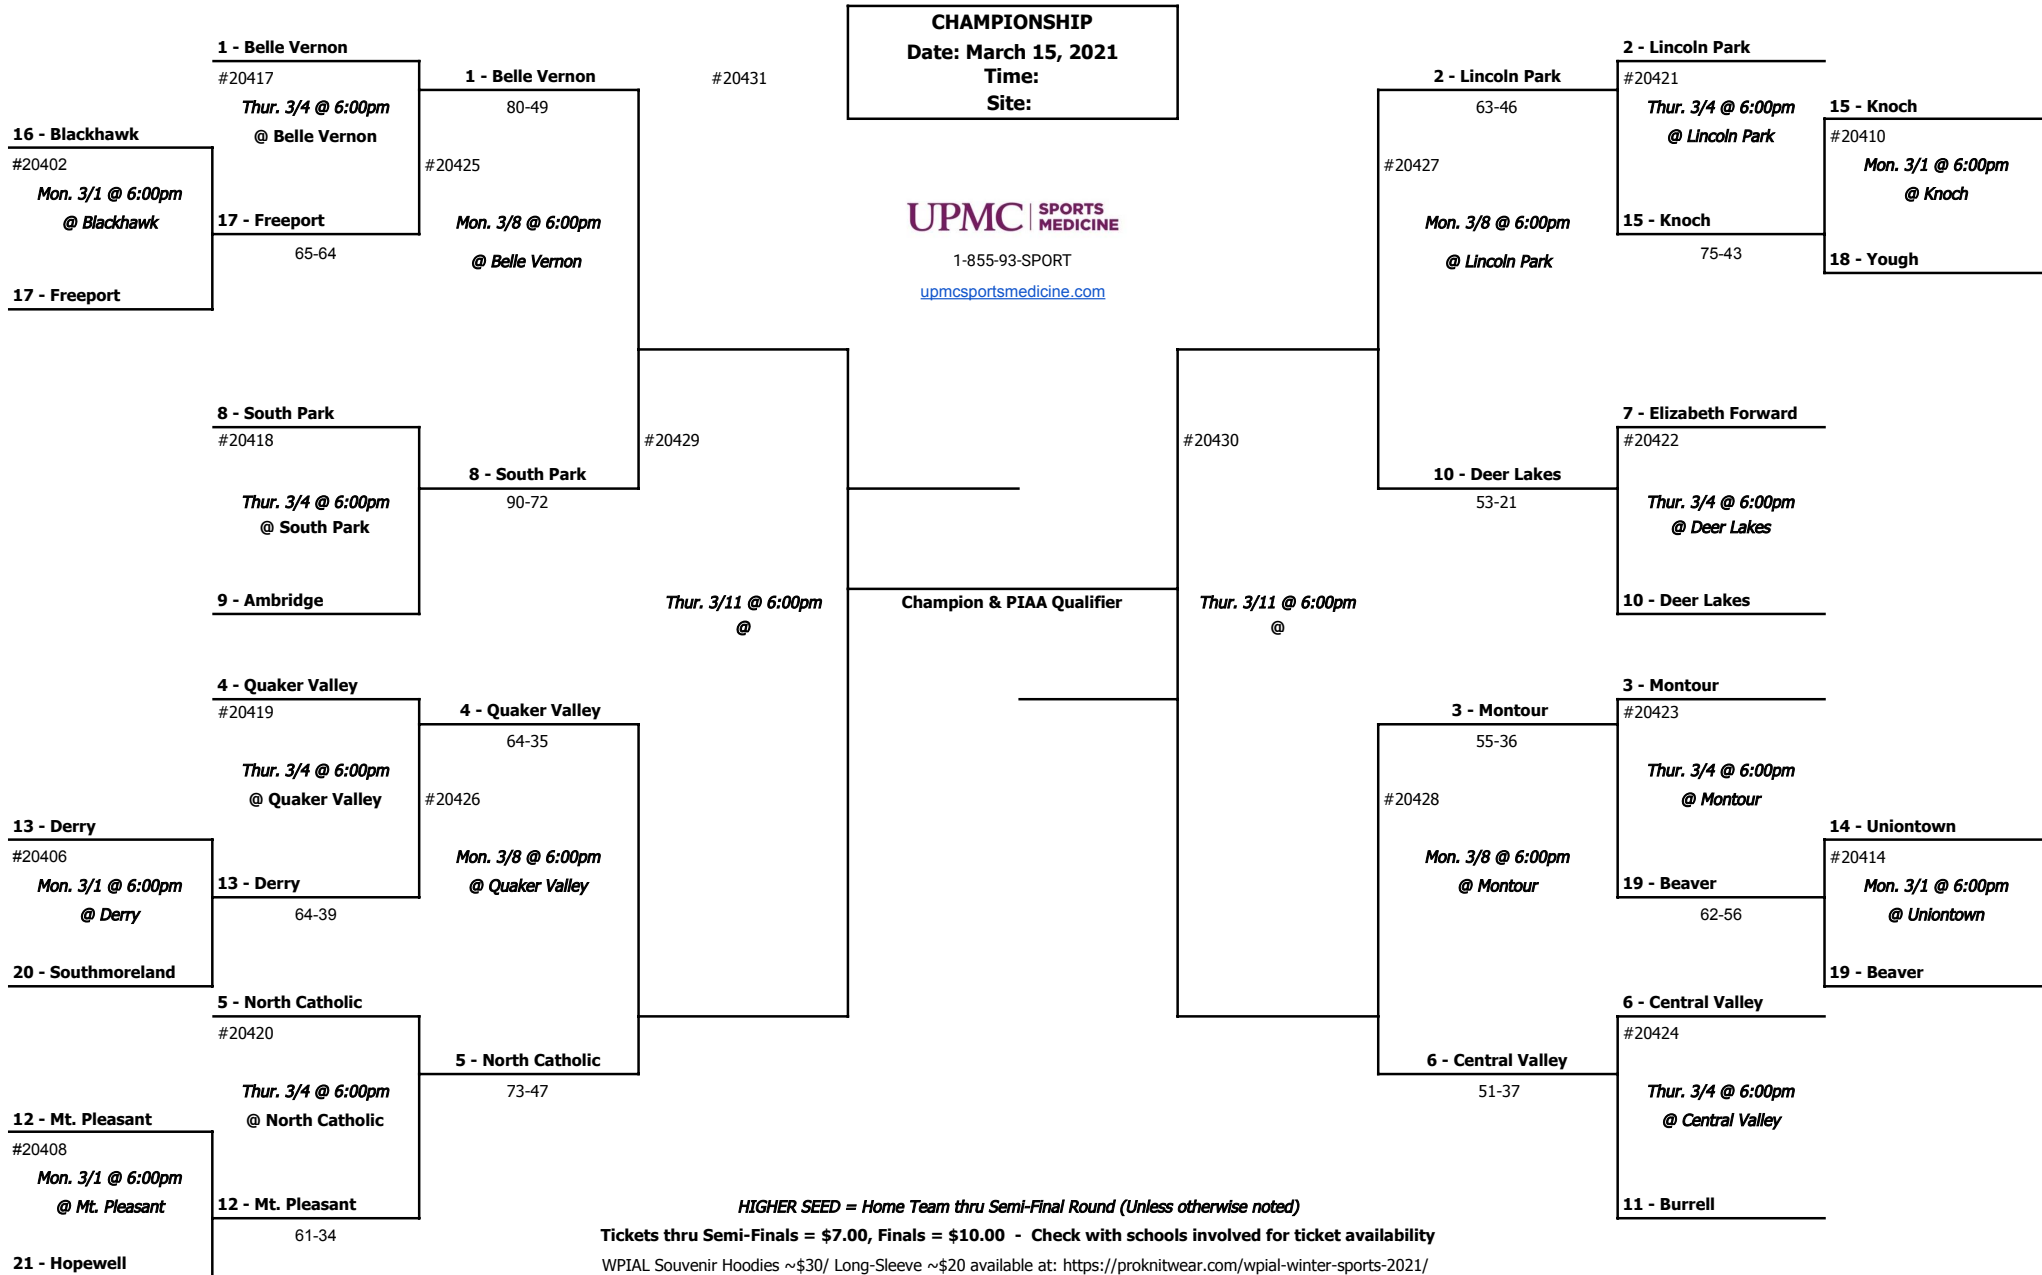 CHAMPIONSHIP
Date: March 15, 2021
Time:
Site:
1 - Belle Vernon
#20417
Thur. 3/4 @ 6:00pm
@ Belle Vernon
16 - Blackhawk
#20402
Mon. 3/1 @ 6:00pm
@ Blackhawk
17 - Freeport
65-64
17 - Freeport
1 - Belle Vernon
80-49
#20425
Mon. 3/8 @ 6:00pm
@ Belle Vernon
8 - South Park
#20418
Thur. 3/4 @ 6:00pm
@ South Park
9 - Ambridge
8 - South Park
90-72
#20431
#20429
Thur. 3/11 @ 6:00pm
@
4 - Quaker Valley
#20419
Thur. 3/4 @ 6:00pm
@ Quaker Valley
13 - Derry
#20406
Mon. 3/1 @ 6:00pm
@ Derry
13 - Derry
64-39
20 - Southmoreland
4 - Quaker Valley
64-35
#20426
Mon. 3/8 @ 6:00pm
@ Quaker Valley
5 - North Catholic
#20420
Thur. 3/4 @ 6:00pm
@ North Catholic
12 - Mt. Pleasant
#20408
Mon. 3/1 @ 6:00pm
@ Mt. Pleasant
12 - Mt. Pleasant
61-34
21 - Hopewell
5 - North Catholic
73-47
UPMC | SPORTS MEDICINE
1-855-93-SPORT
upmcsportsmedicine.com
Champion & PIAA Qualifier
2 - Lincoln Park
63-46
#20427
Mon. 3/8 @ 6:00pm
@ Lincoln Park
2 - Lincoln Park
#20421
Thur. 3/4 @ 6:00pm
@ Lincoln Park
15 - Knoch
75-43
15 - Knoch
#20410
Mon. 3/1 @ 6:00pm
@ Knoch
18 - Yough
#20430
Thur. 3/11 @ 6:00pm
@
10 - Deer Lakes
53-21
7 - Elizabeth Forward
#20422
Thur. 3/4 @ 6:00pm
@ Deer Lakes
10 - Deer Lakes
3 - Montour
55-36
#20428
Mon. 3/8 @ 6:00pm
@ Montour
3 - Montour
#20423
Thur. 3/4 @ 6:00pm
@ Montour
19 - Beaver
62-56
14 - Uniontown
#20414
Mon. 3/1 @ 6:00pm
@ Uniontown
19 - Beaver
6 - Central Valley
51-37
6 - Central Valley
#20424
Thur. 3/4 @ 6:00pm
@ Central Valley
11 - Burrell
HIGHER SEED = Home Team thru Semi-Final Round (Unless otherwise noted)
Tickets thru Semi-Finals = $7.00, Finals = $10.00 - Check with schools involved for ticket availability
WPIAL Souvenir Hoodies ~$30/ Long-Sleeve ~$20 available at: https://proknitwear.com/wpial-winter-sports-2021/